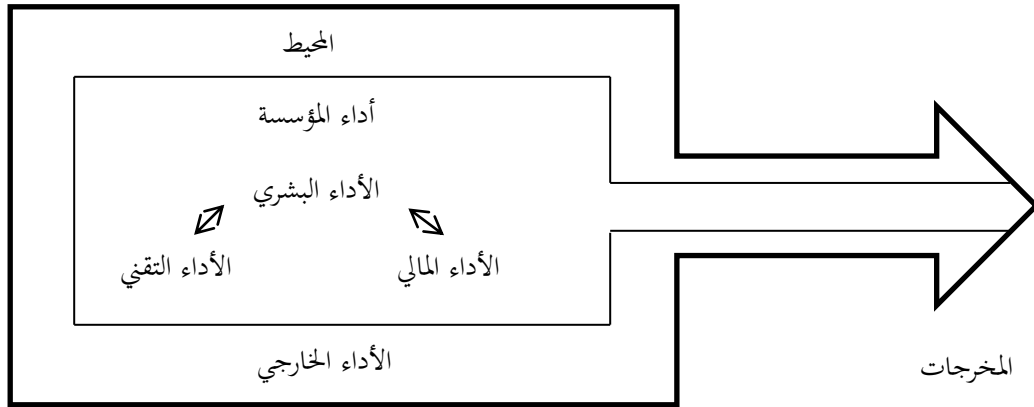 المحيط
أداء المؤسسة
الأداء البشري
الأداء المالي
الأداء التقني
الأداء الخارجي
المخرجات